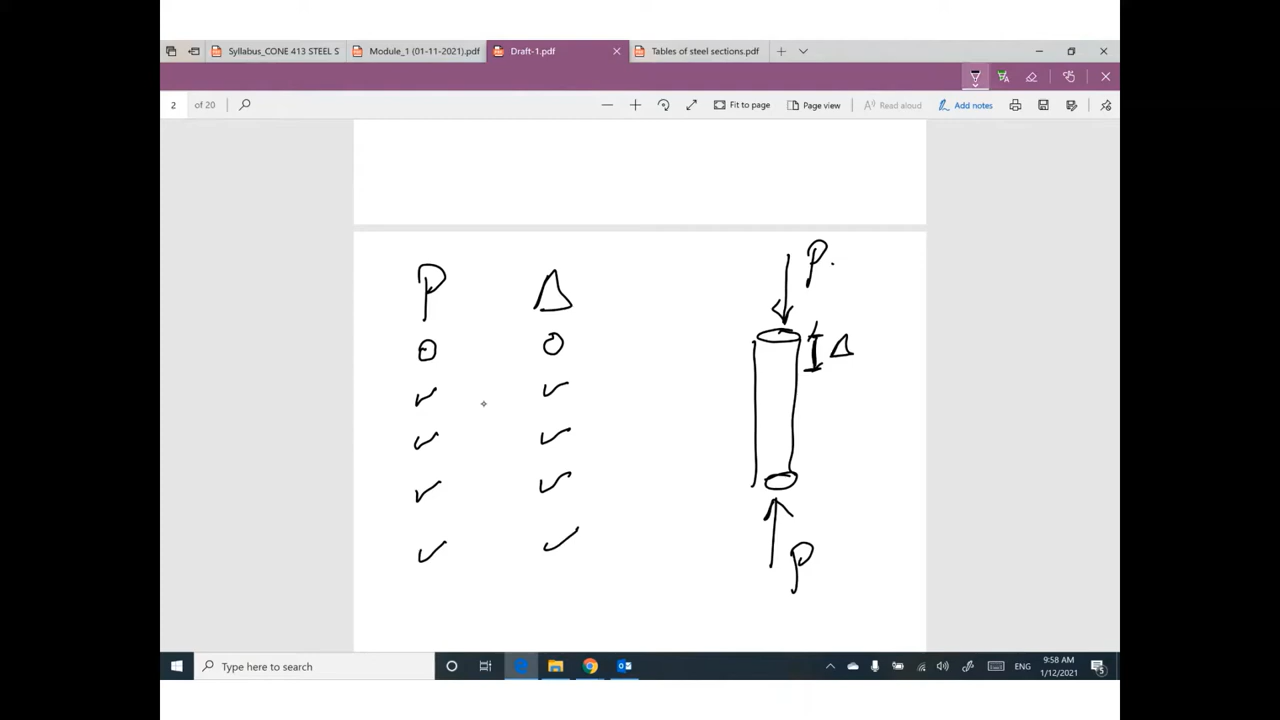 Syllabus_CONE 413 STEEL S Module_1 (01-11-2021).pdf Draft-1.pdf Tables of steel sections.pdf
2 of 20 Fit to page Page view Read aloud Add notes
P Δ
0 0
✓ ✓
✓ ✓
✓ ✓
✓ ✓
P.
Δ
P
Type here to search ENG 9:58 AM
1/12/2021 5